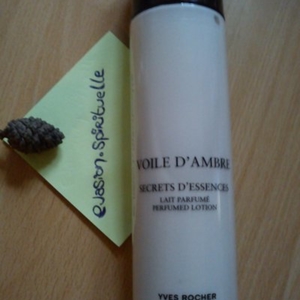 evasion.spirituelle
VOILE D'AMBRE
SECRETS D'ESSENCES
LAIT PARFUMÉ
PERFUMED LOTION
YVES ROCHER